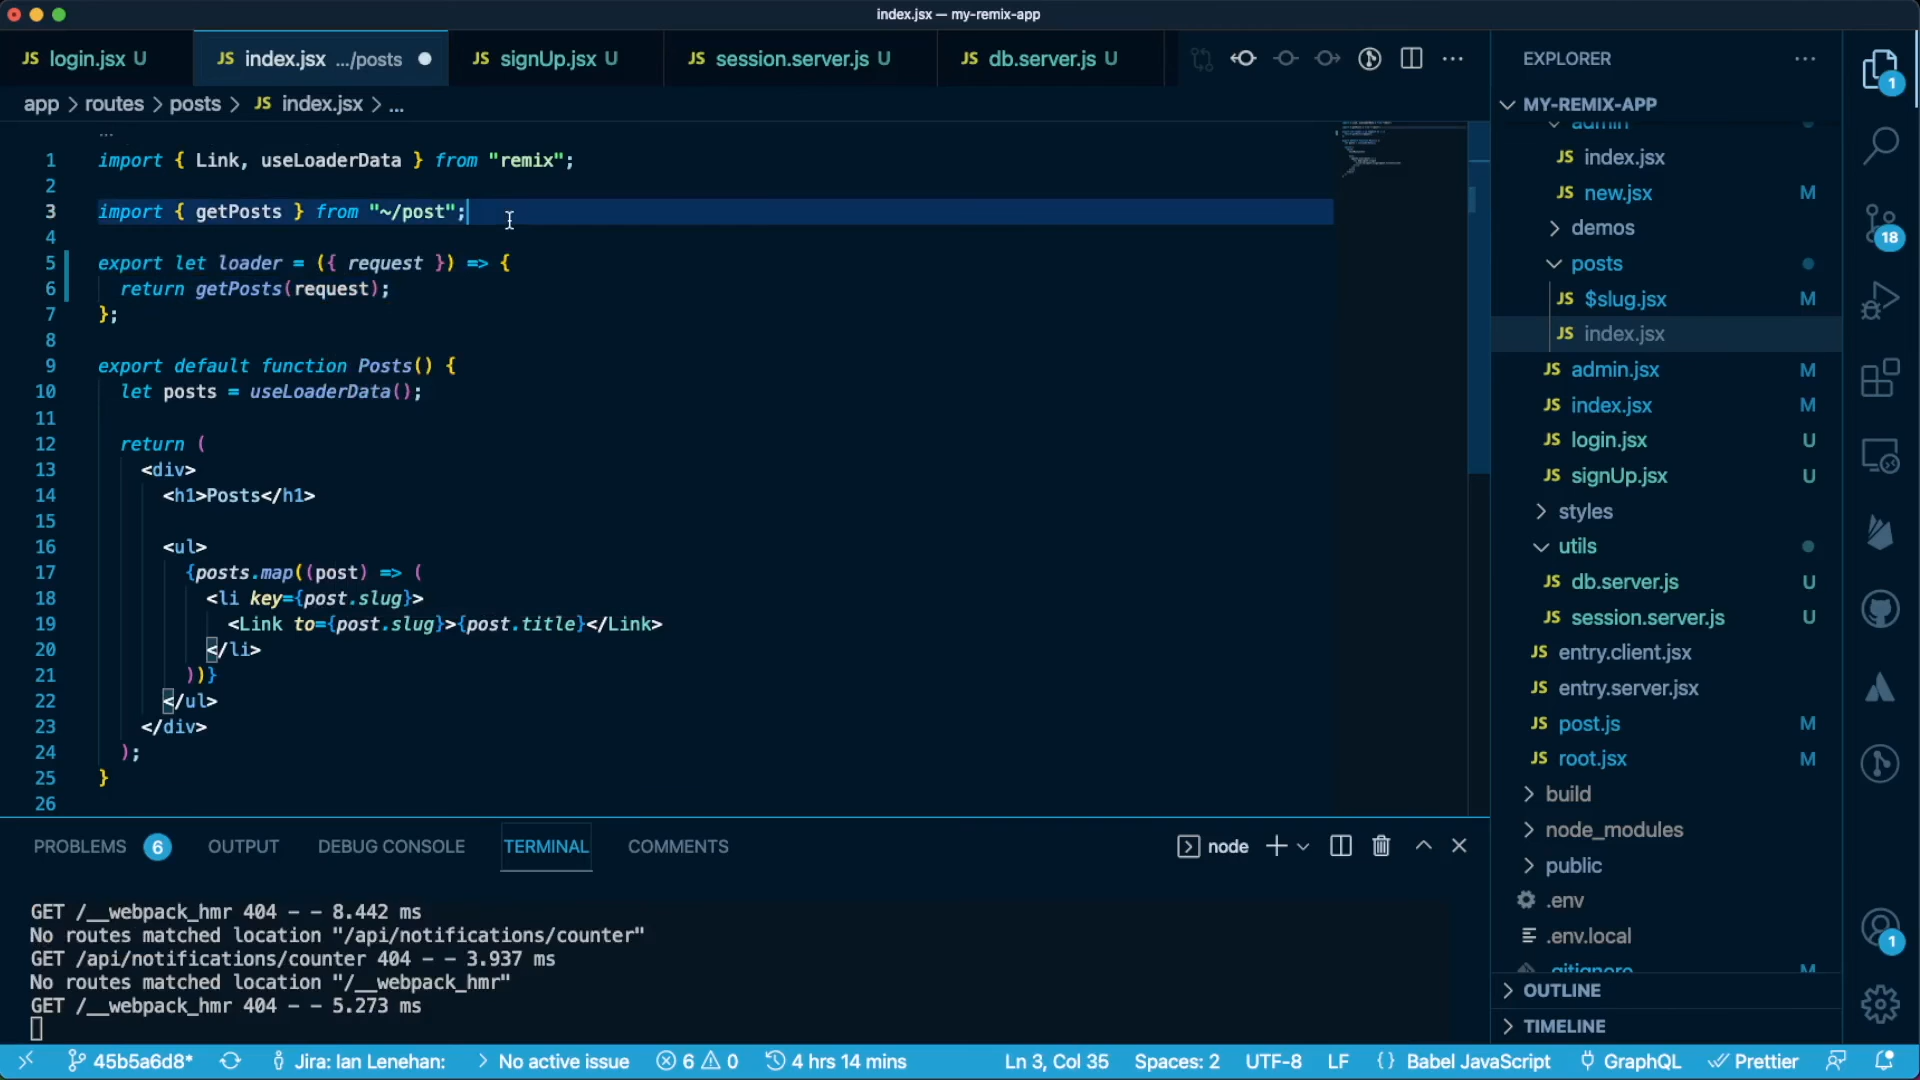 index.jsx — my-remix-app
JS login.jsx U
JS index.jsx .../posts
JS signUp.jsx U
JS session.server.js U
JS db.server.js U
app > routes > posts > JS index.jsx > ...
1 import { Link, useLoaderData } from "remix";
2
3 import { getPosts } from "~/post";
4
5 export let loader = ({ request }) => {
6 return getPosts(request);
7 };
8
9 export default function Posts() {
10 let posts = useLoaderData();
11
12 return (
13 <div>
14 <h1>Posts</h1>
15
16 <ul>
17 {posts.map((post) => (
18 <li key={post.slug}>
19 <Link to={post.slug}>{post.title}</Link>
20 </li>
21 ))}
22 </ul>
23 </div>
24 );
25 }
26
PROBLEMS 6
OUTPUT
DEBUG CONSOLE
TERMINAL
COMMENTS
node
GET /__webpack_hmr 404 - - 8.442 ms
No routes matched location "/api/notifications/counter"
GET /api/notifications/counter 404 - - 3.937 ms
No routes matched location "/__webpack_hmr"
GET /__webpack_hmr 404 - - 5.273 ms
EXPLORER
MY-REMIX-APP
admin
JS index.jsx
JS new.jsx M
demos
posts
JS $slug.jsx M
JS index.jsx
JS admin.jsx M
JS index.jsx M
JS login.jsx U
JS signUp.jsx U
styles
utils
JS db.server.js U
JS session.server.js U
JS entry.client.jsx
JS entry.server.jsx
JS post.js M
JS root.jsx M
build
node_modules
public
.env
.env.local
.gitignore M
OUTLINE
TIMELINE
1
18
1
45b5a6d8*
Jira: Ian Lenehan:
No active issue
6 0
4 hrs 14 mins
Ln 3, Col 35
Spaces: 2
UTF-8
LF
{} Babel JavaScript
GraphQL
Prettier